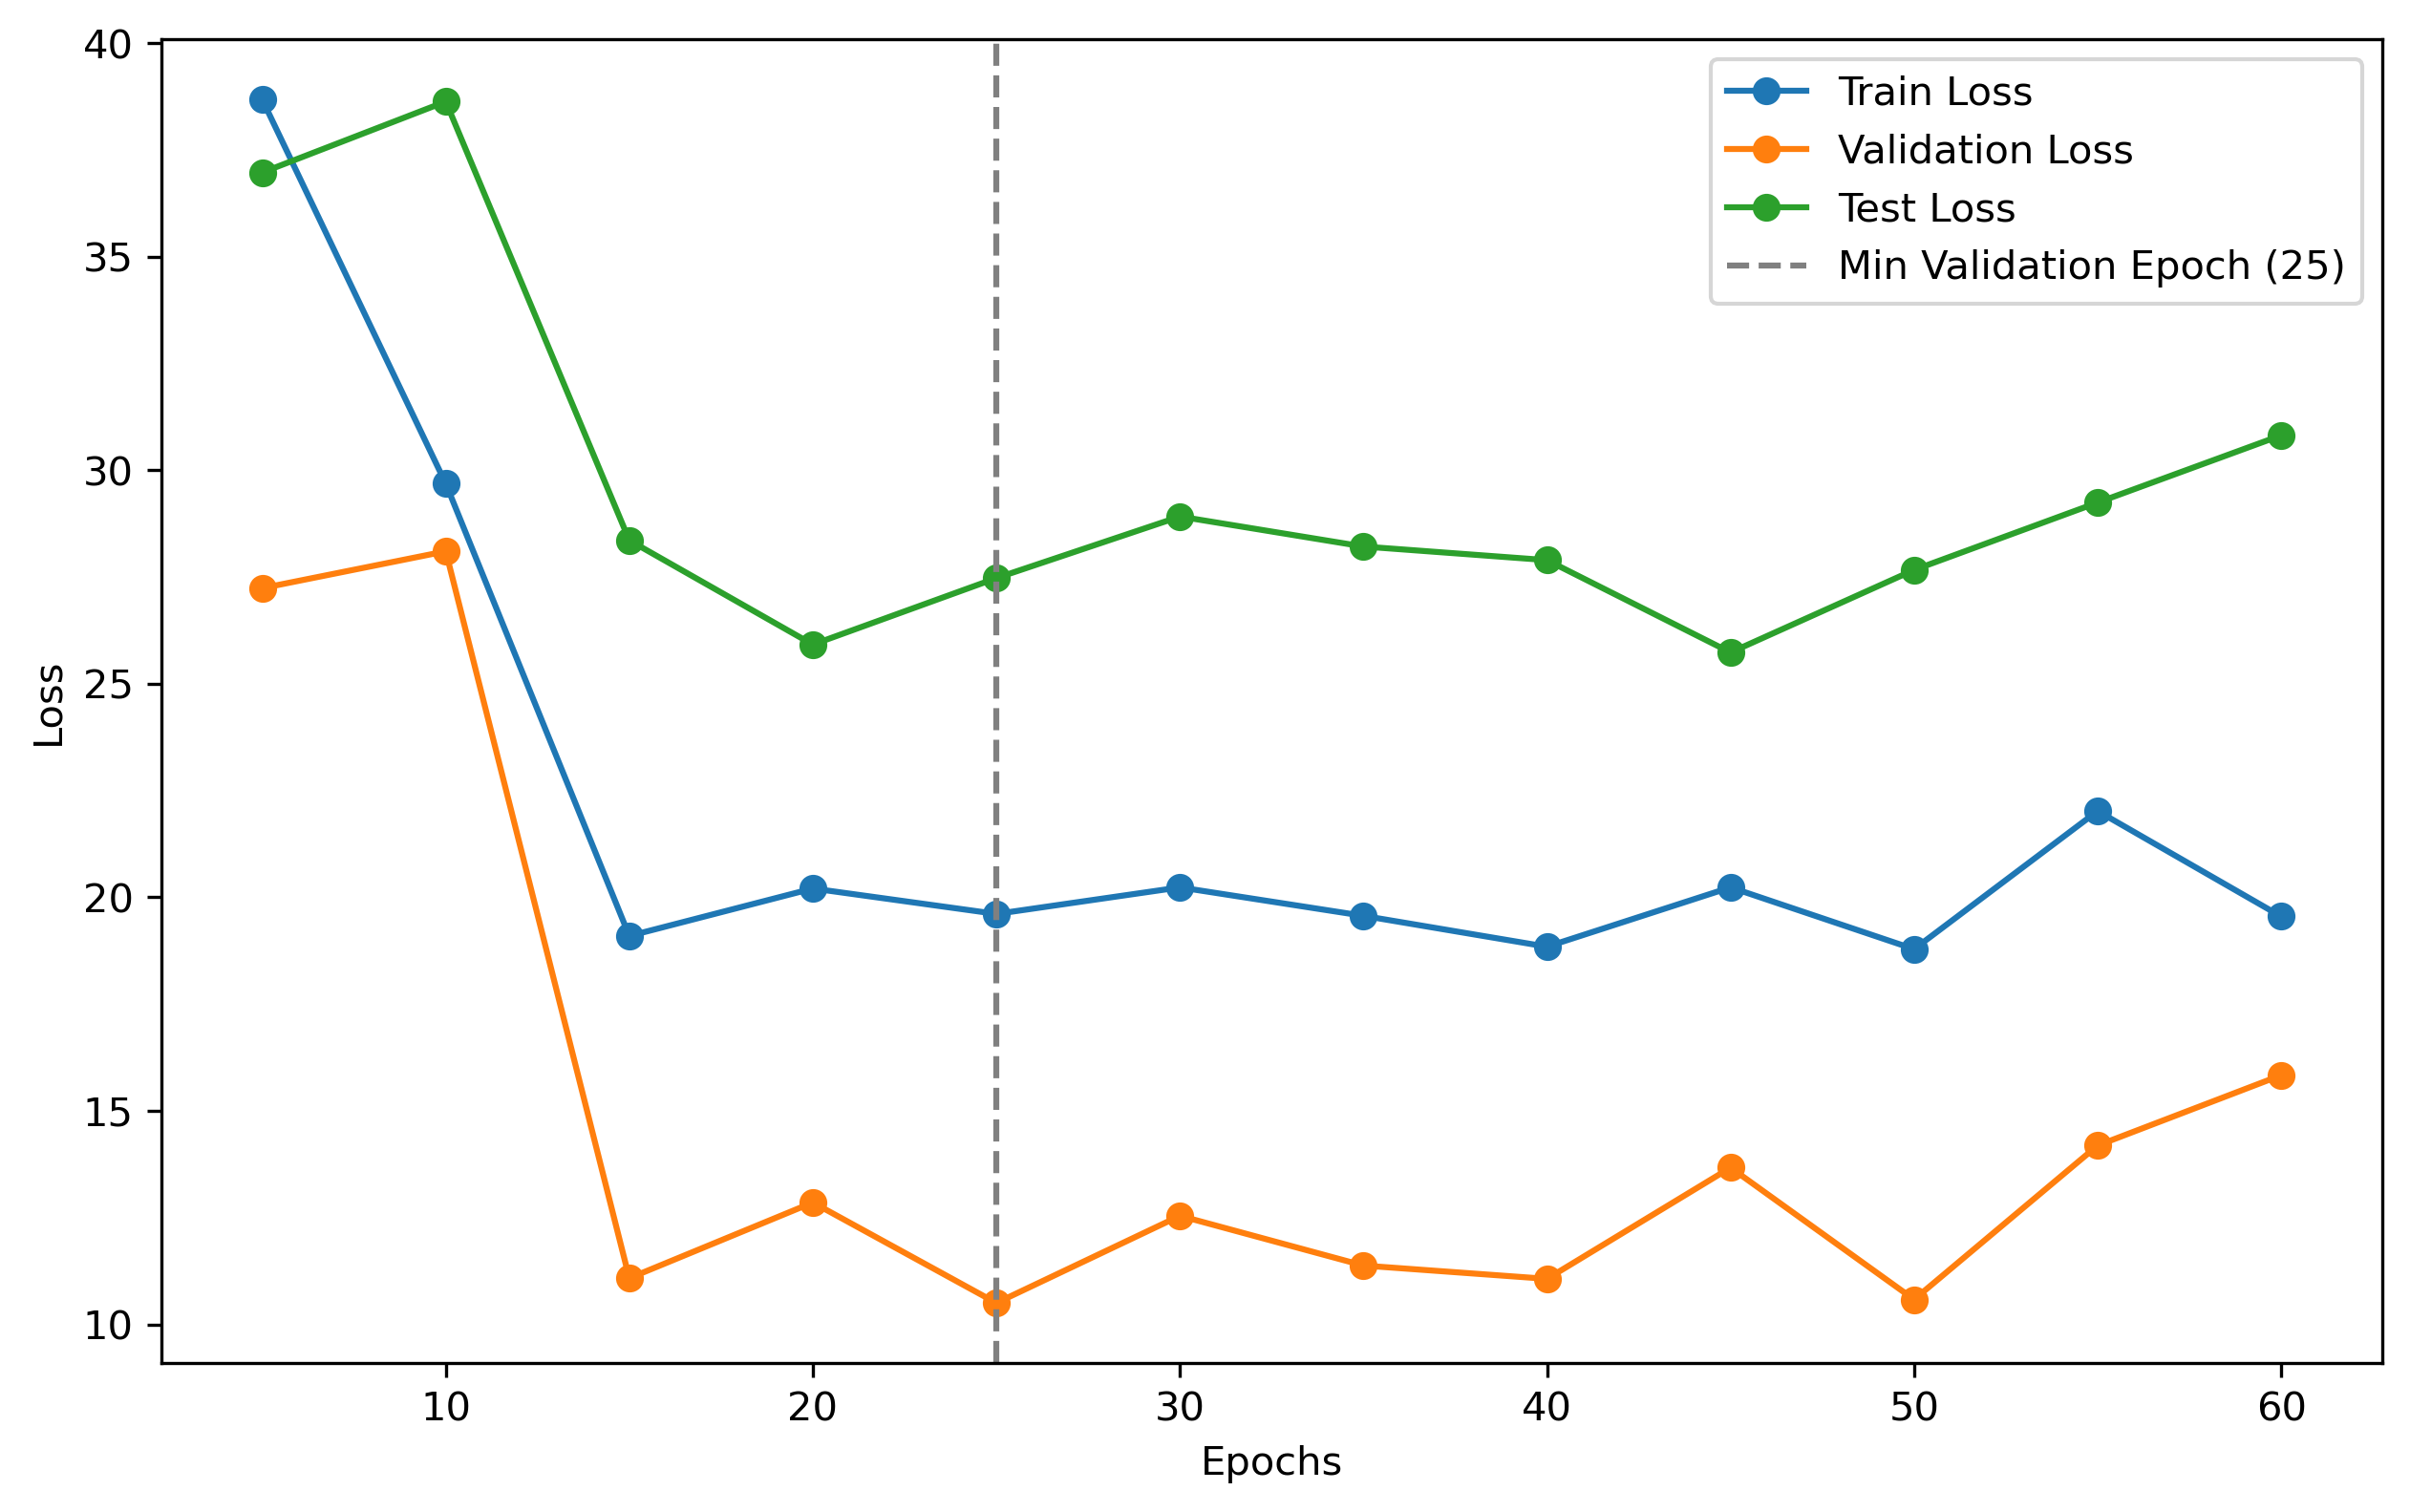 40
35
30
25
20
15
10
Loss
Train Loss
Validation Loss
Test Loss
Min Validation Epoch (25)
10 20 30 40 50 60
Epochs